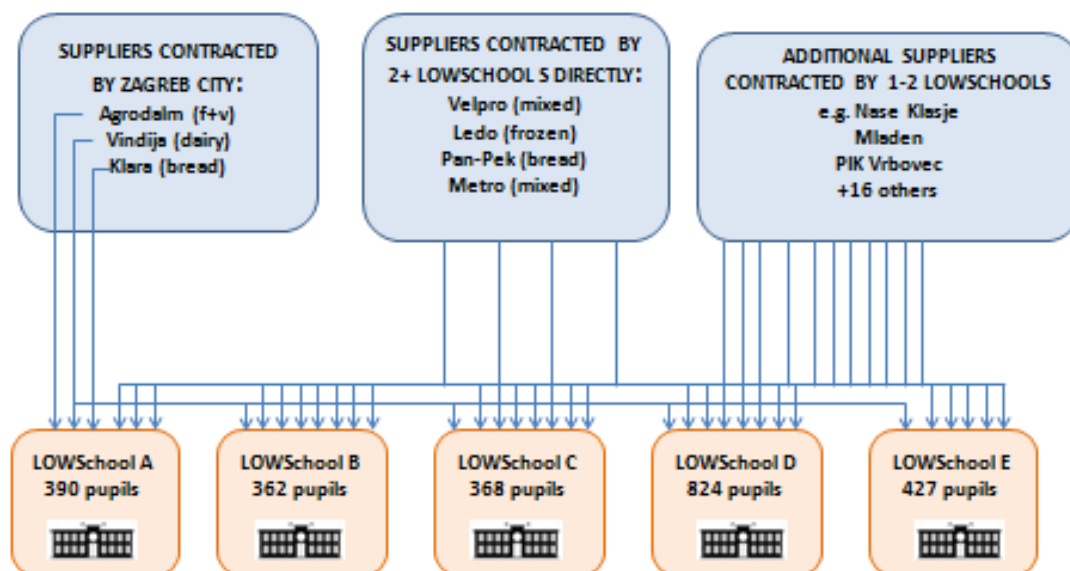 SUPPLIERS CONTRACTED
BY ZAGREB CITY:
Agrodalm (f+v)
Vindija (dairy)
Klara (bread)
SUPPLIERS CONTRACTED BY
2+ LOWSCHOOL S DIRECTLY:
Velpro (mixed)
Ledo (frozen)
Pan-Pek (bread)
Metro (mixed)
ADDITIONAL SUPPLIERS
CONTRACTED BY 1-2 LOWSCHOOLS
e.g. Nase Klasje
Mladen
PIK Vrbovec
+16 others
LOWSchool A
390 pupils
LOWSchool B
362 pupils
LOWSchool C
368 pupils
LOWSchool D
824 pupils
LOWSchool E
427 pupils